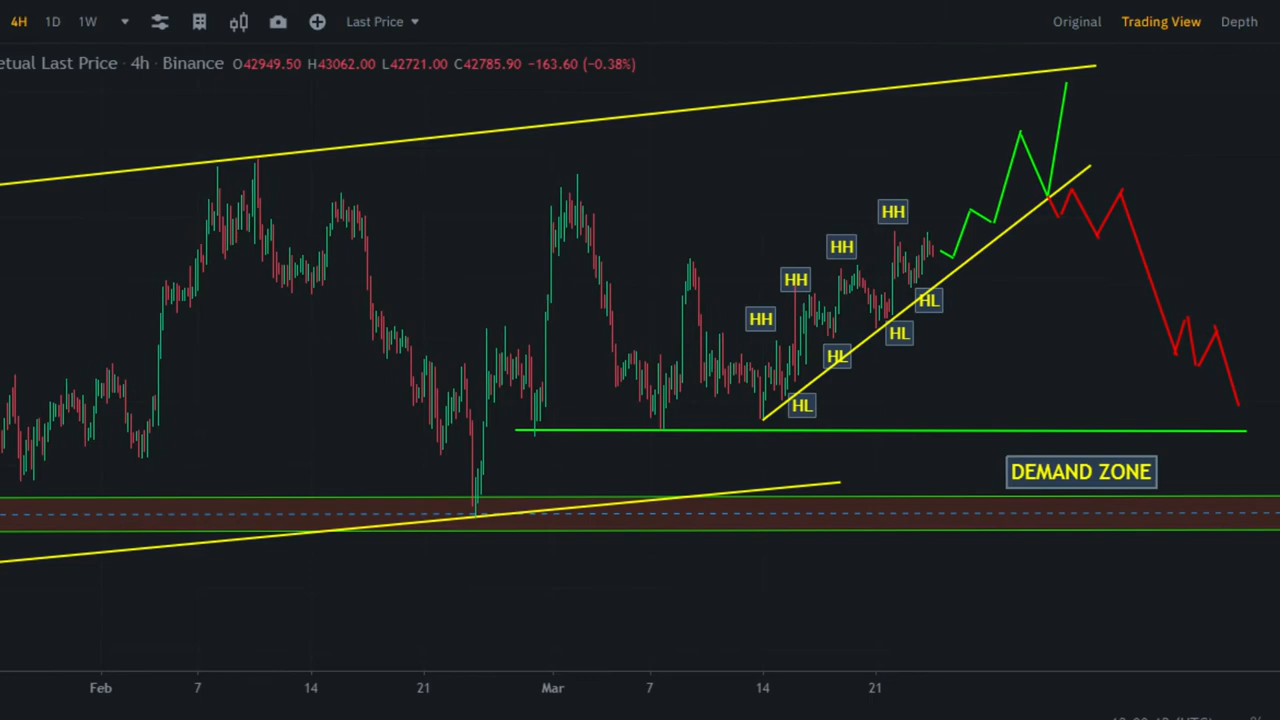 4H 1D 1W Last Price Original Trading View Depth
etual Last Price · 4h · Binance O42949.50 H43062.00 L42721.00 C42785.90 −163.60 (−0.38%)
HH
HH
HH
HH
HL
HL
HL
HL
DEMAND ZONE
Feb 7 14 21 Mar 7 14 21